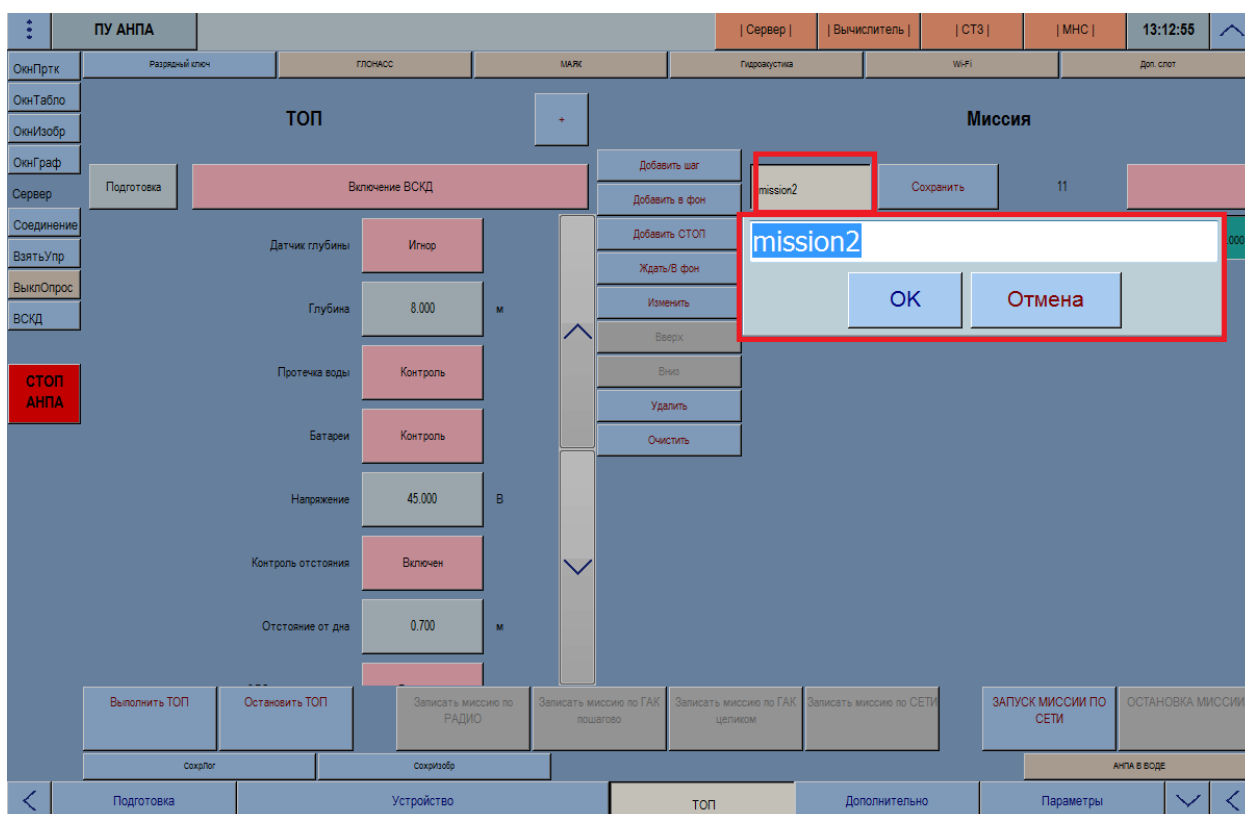 ПУ АНПА
| Сервер |
| Вычислитель |
| СТЗ |
| МНС |
13:12:55
ОкнПртк
Разрядный ключ
ГЛОНАСС
МАЯК
Гидроакустика
Wi-Fi
Доп. слот
ОкнТабло
ОкнИзобр
ОкнГраф
Сервер
Соединение
ВзятьУпр
ВыклОпрос
ВСКД
СТОП
АНПА
ТОП
+
Миссия
Подготовка
Включение ВСКД
Датчик глубины
Игнор
Глубина
8.000
м
Протечка воды
Контроль
Батареи
Контроль
Напряжение
45.000
В
Контроль отстояния
Включен
Отстояние от дна
0.700
м
Добавить шаг
Добавить в фон
Добавить СТОП
Ждать/В фон
Изменить
Вверх
Вниз
Удалить
Очистить
mission2
Сохранить
11
.000
mission2
OK
Отмена
Выполнить ТОП
Остановить ТОП
Записать миссию по
РАДИО
Записать миссию по ГАК
пошагово
Записать миссию по ГАК
целиком
Записать миссию по СЕТИ
ЗАПУСК МИССИИ ПО
СЕТИ
ОСТАНОВКА МИССИИ
СохрЛог
СохрИзобр
АНПА В ВОДЕ
Подготовка
Устройство
ТОП
Дополнительно
Параметры